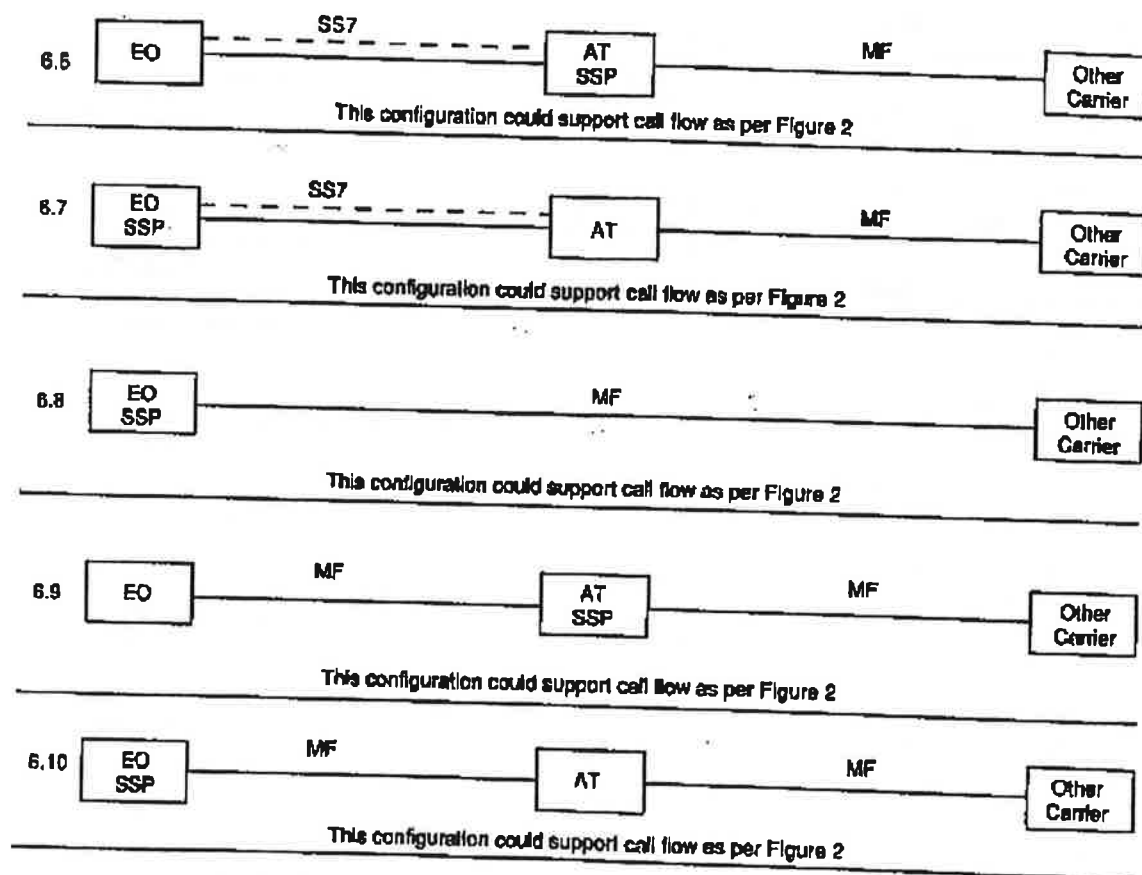 6.6 EO SS7 AT SSP MF Other Carrier
This configuration could support call flow as per Figure 2
6.7 EO SSP SS7 AT MF Other Carrier
This configuration could support call flow as per Figure 2
6.8 EO SSP MF Other Carrier
This configuration could support call flow as per Figure 2
6.9 EO MF AT SSP MF Other Carrier
This configuration could support call flow as per Figure 2
6.10 EO SSP MF AT MF Other Carrier
This configuration could support call flow as per Figure 2